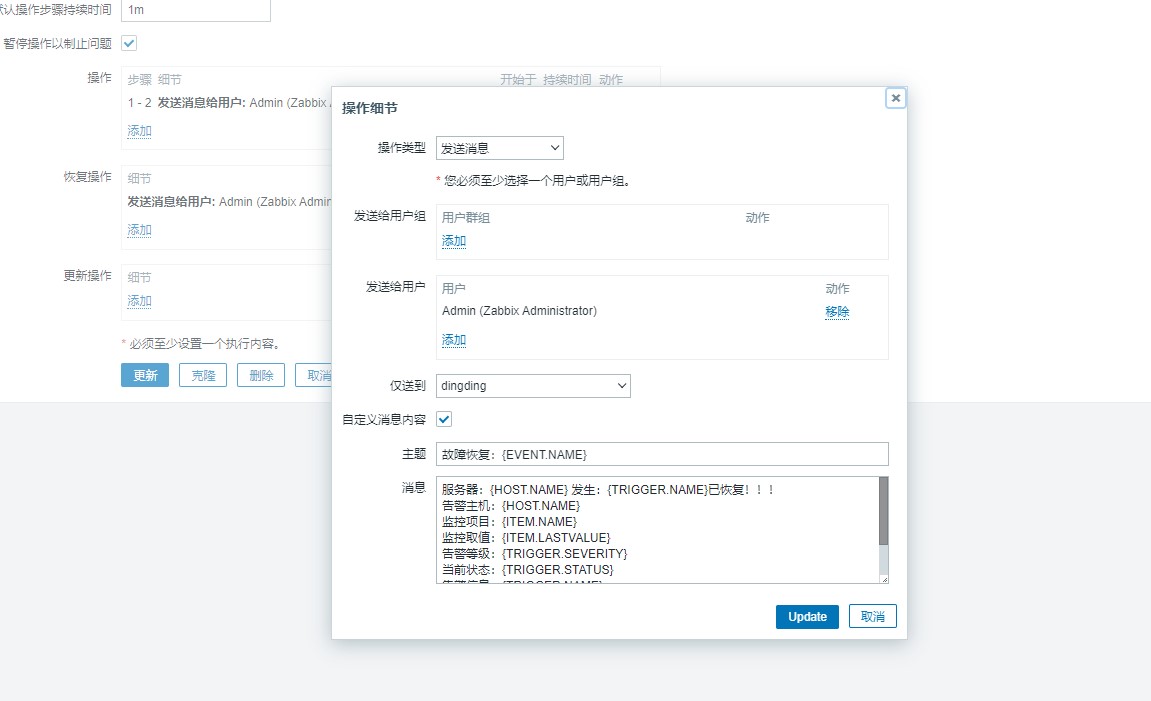 默认操作步骤持续时间 1m
暂停操作以制止问题
操作 步骤 细节 开始于 持续时间 动作
1 - 2 发送消息给用户: Admin (Zabbix
添加
恢复操作 细节
发送消息给用户: Admin (Zabbix Admin
添加
更新操作 细节
添加
* 必须至少设置一个执行内容。
更新 克隆 删除 取消
操作细节
操作类型 发送消息
* 您必须至少选择一个用户或用户组。
发送给用户组 用户群组 动作
添加
发送给用户 用户 动作
Admin (Zabbix Administrator) 移除
添加
仅送到 dingding
自定义消息内容
主题 故障恢复：{EVENT.NAME}
消息 服务器：{HOST.NAME} 发生：{TRIGGER.NAME}已恢复！！！
告警主机：{HOST.NAME}
监控项目：{ITEM.NAME}
监控取值：{ITEM.LASTVALUE}
告警等级：{TRIGGER.SEVERITY}
当前状态：{TRIGGER.STATUS}
告警信息：{TRIGGER.NAME}
Update 取消